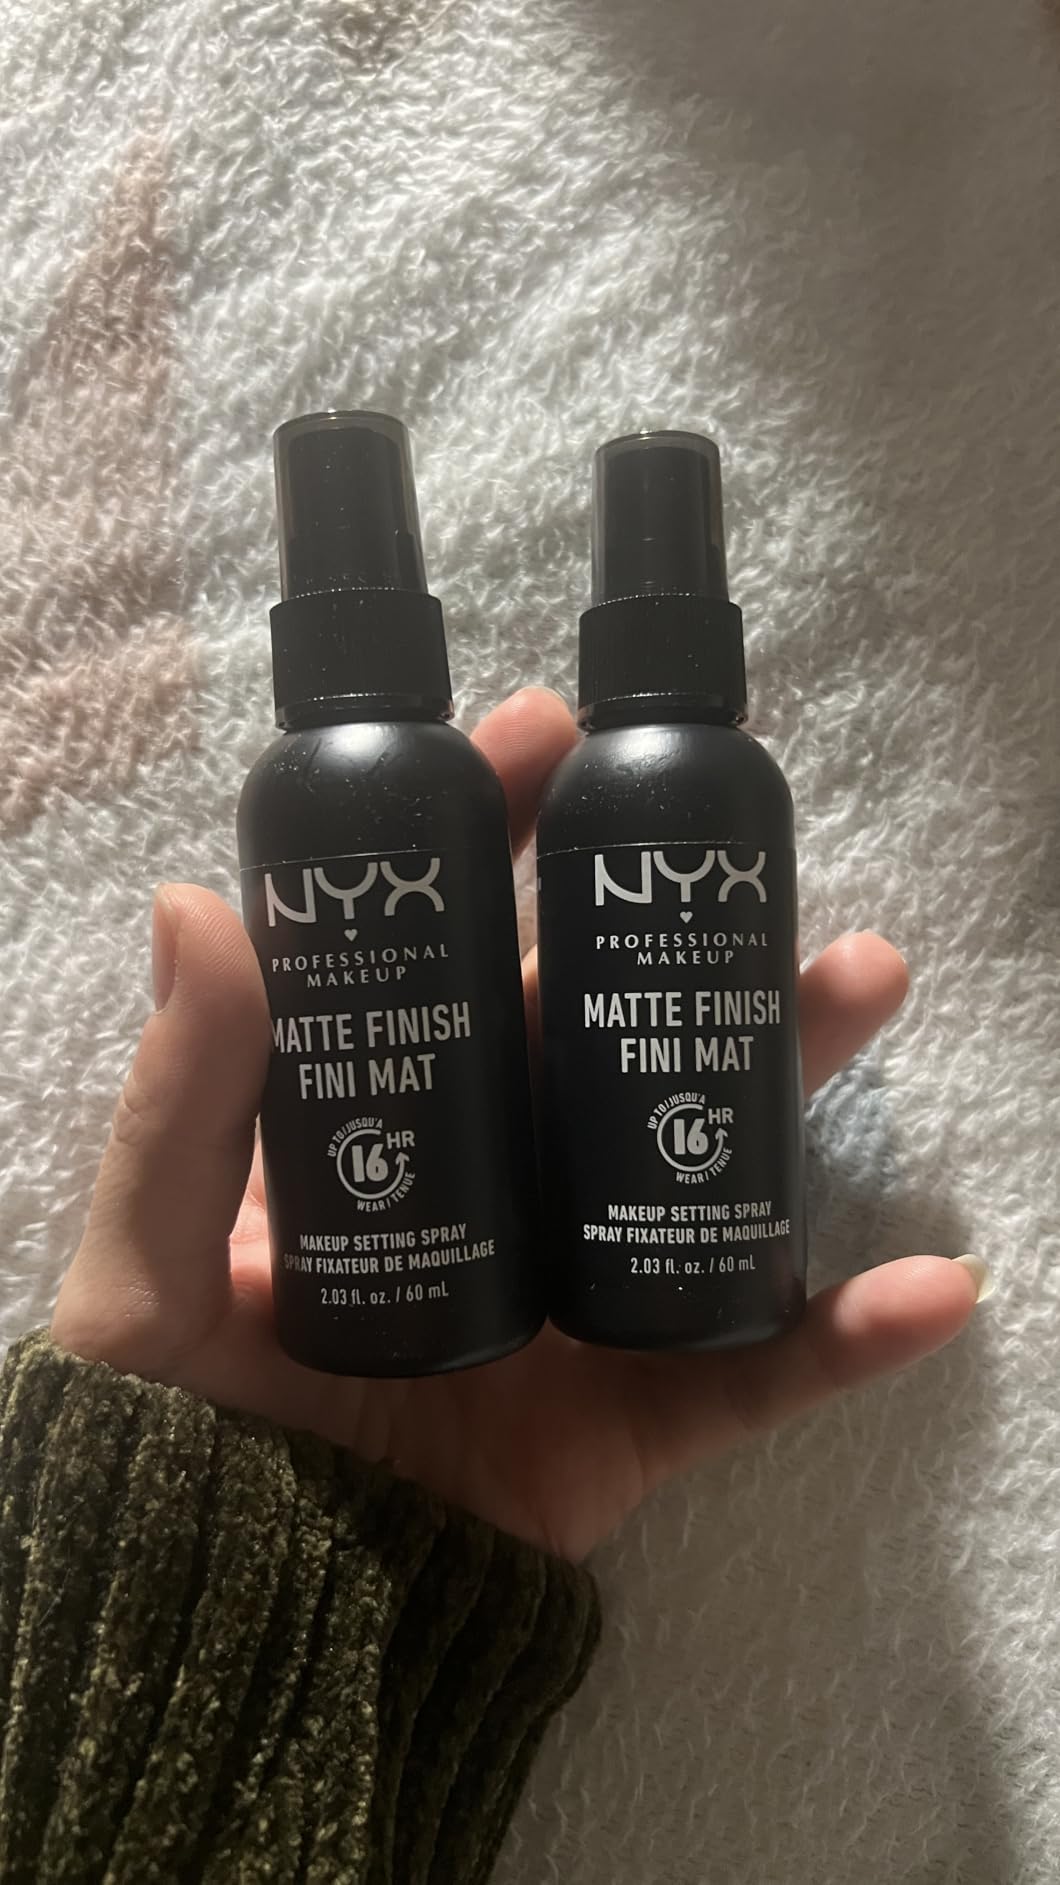 NYX
PROFESSIONAL
MAKEUP
MATTE FINISH
FINI MAT
UP TO/JUSQU'A
16 HR
WEAR/TENUE
MAKEUP SETTING SPRAY
SPRAY FIXATEUR DE MAQUILLAGE
2.03 fl. oz. / 60 mL
NYX
PROFESSIONAL
MAKEUP
MATTE FINISH
FINI MAT
UP TO/JUSQU'A
16 HR
WEAR/TENUE
MAKEUP SETTING SPRAY
SPRAY FIXATEUR DE MAQUILLAGE
2.03 fl. oz. / 60 mL